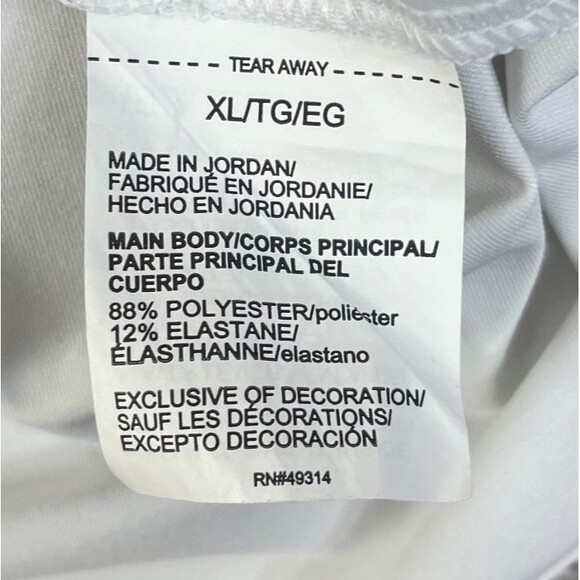 TEAR AWAY
XL/TG/EG
MADE IN JORDAN/
FABRIQUÉ EN JORDANIE/
HECHO EN JORDANIA
MAIN BODY/CORPS PRINCIPAL/
PARTE PRINCIPAL DEL
CUERPO
88% POLYESTER/poliéster
12% ELASTANE/
ÉLASTHANNE/elastano
EXCLUSIVE OF DECORATION/
SAUF LES DÉCORATIONS/
EXCEPTO DECORACIÓN
RN#49314